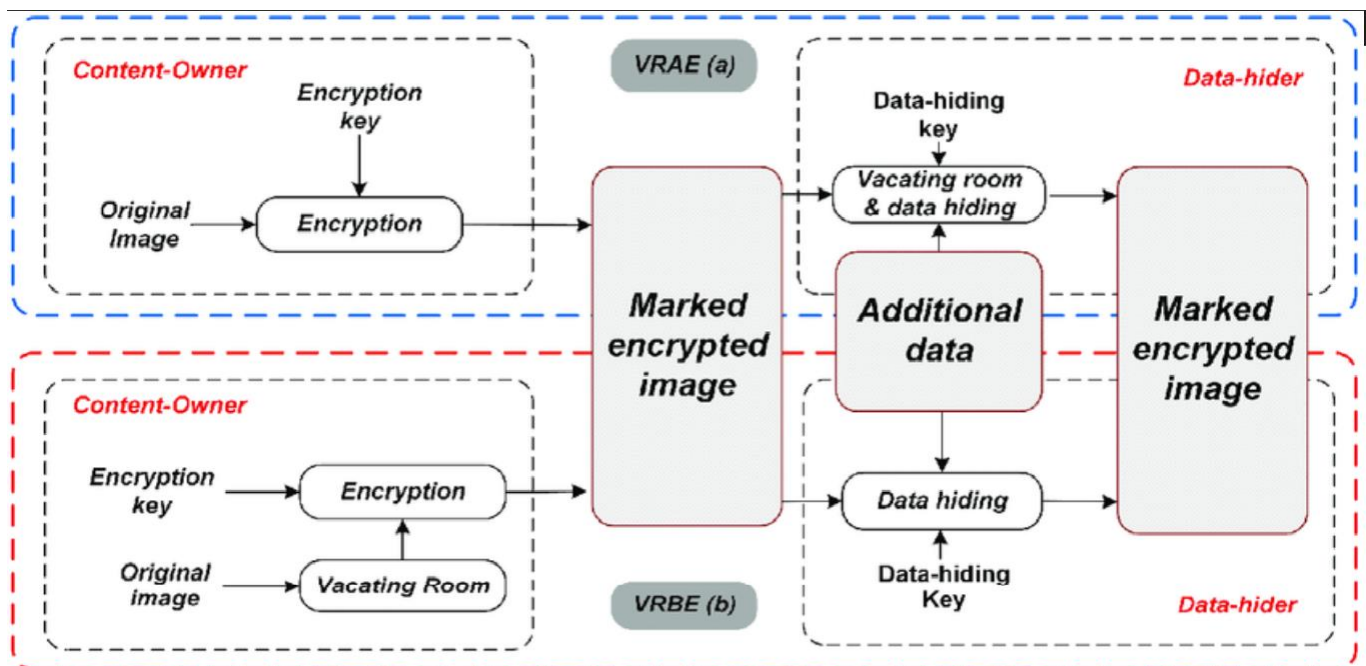 Content-Owner
VRAE (a)
Data-hider
Encryption
key
Data-hiding
key
Original
Image
Encryption
Vacating room
& data hiding
Marked
encrypted
image
Additional
data
Marked
encrypted
image
Content-Owner
Encryption
key
Encryption
Data hiding
Original
image
Vacating Room
VRBE (b)
Data-hiding
Key
Data-hider